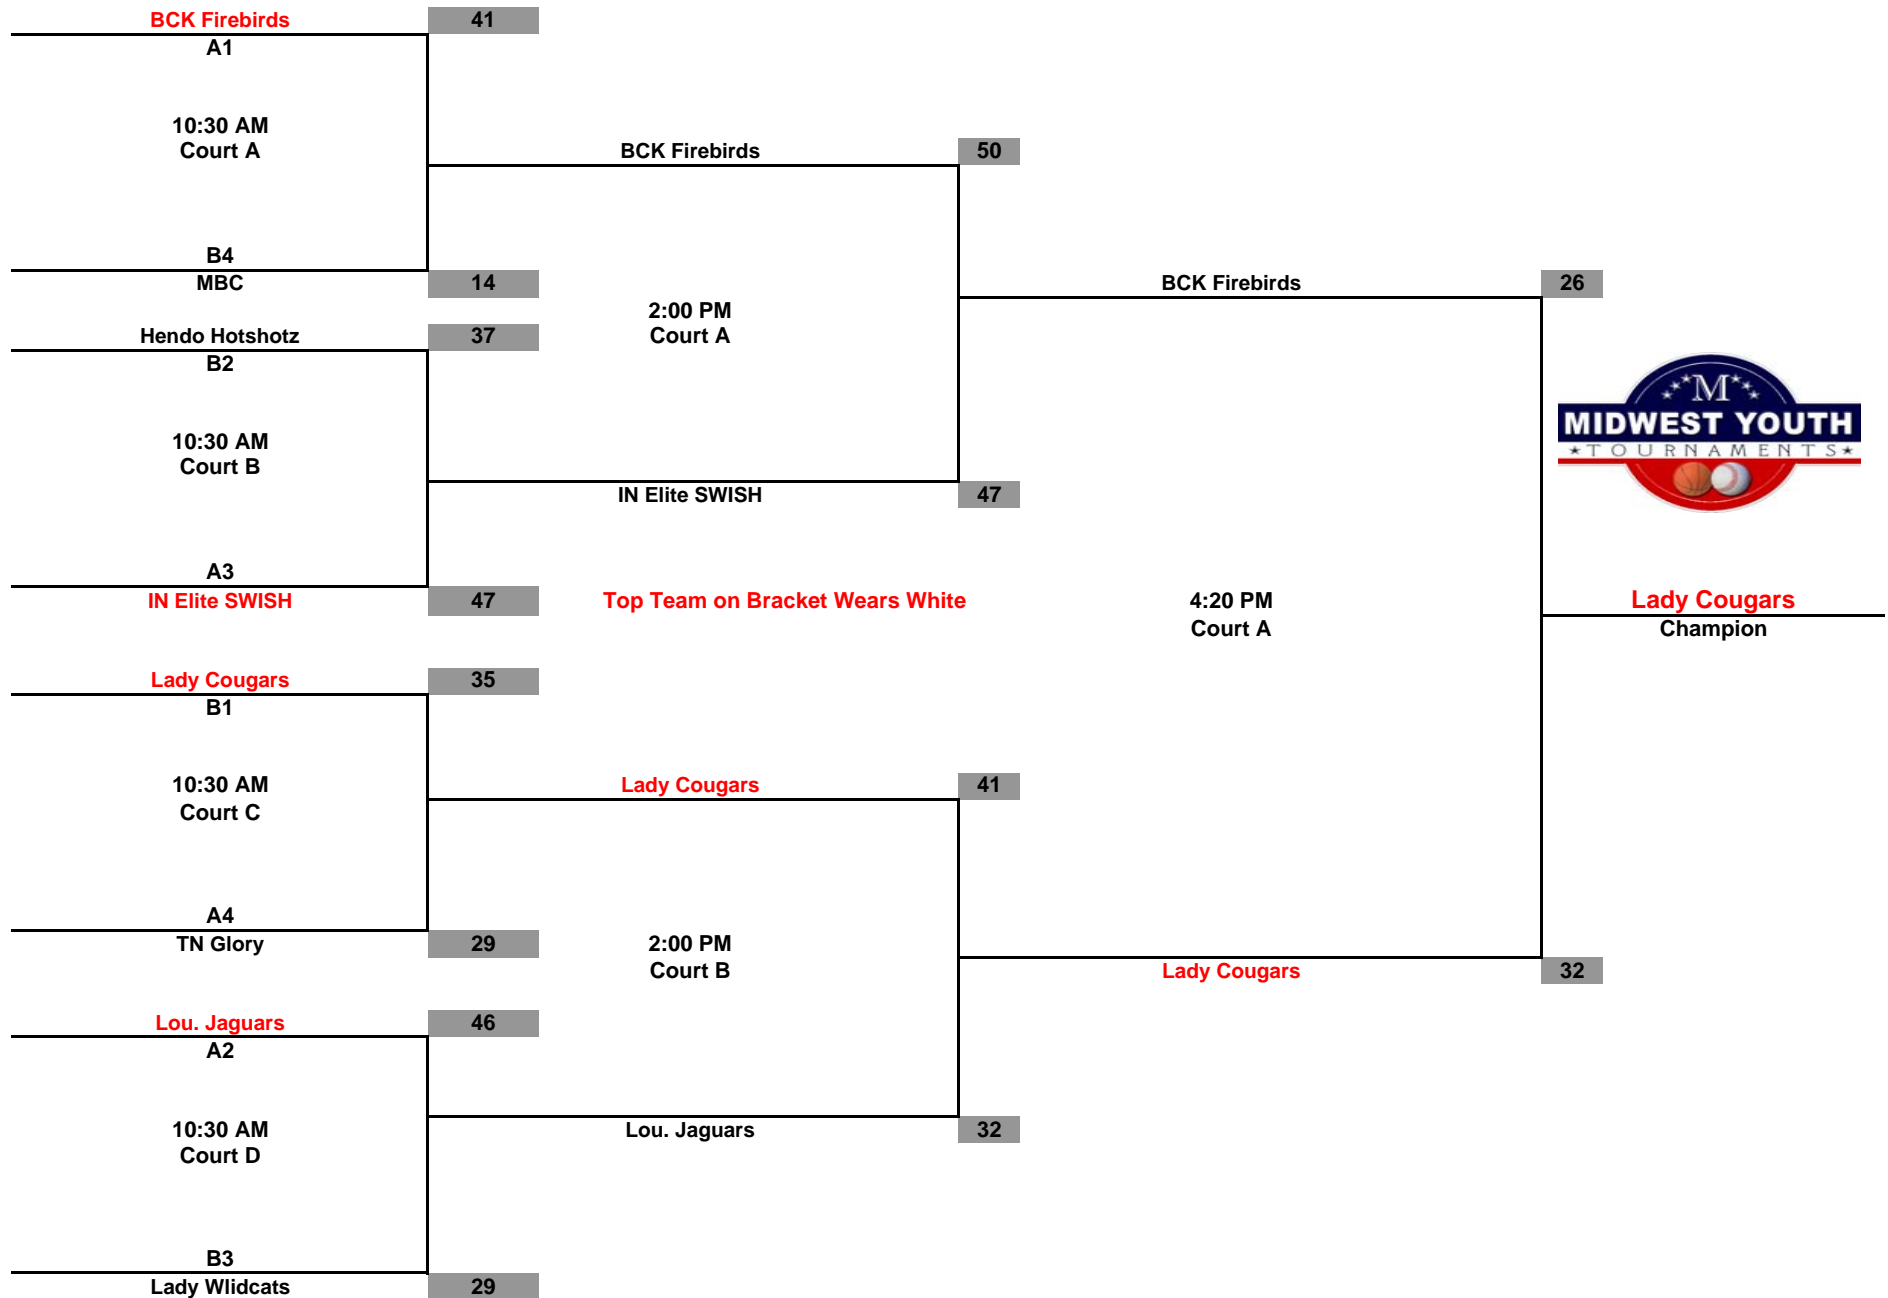 BCK Firebirds 41
A1
10:30 AM
Court A
BCK Firebirds 50
B4
MBC 14
BCK Firebirds 26
2:00 PM
Hendo Hotshotz 37
Court A
B2
M
MIDWEST YOUTH
TOURNAMENTS
10:30 AM
Court B
IN Elite SWISH 47
A3
IN Elite SWISH 47
Top Team on Bracket Wears White
4:20 PM
Court A
Lady Cougars
Champion
Lady Cougars 35
B1
10:30 AM
Court C
Lady Cougars 41
A4
TN Glory 29
2:00 PM
Court B
Lady Cougars 32
Lou. Jaguars 46
A2
10:30 AM
Court D
Lou. Jaguars 32
B3
Lady Wlidcats 29